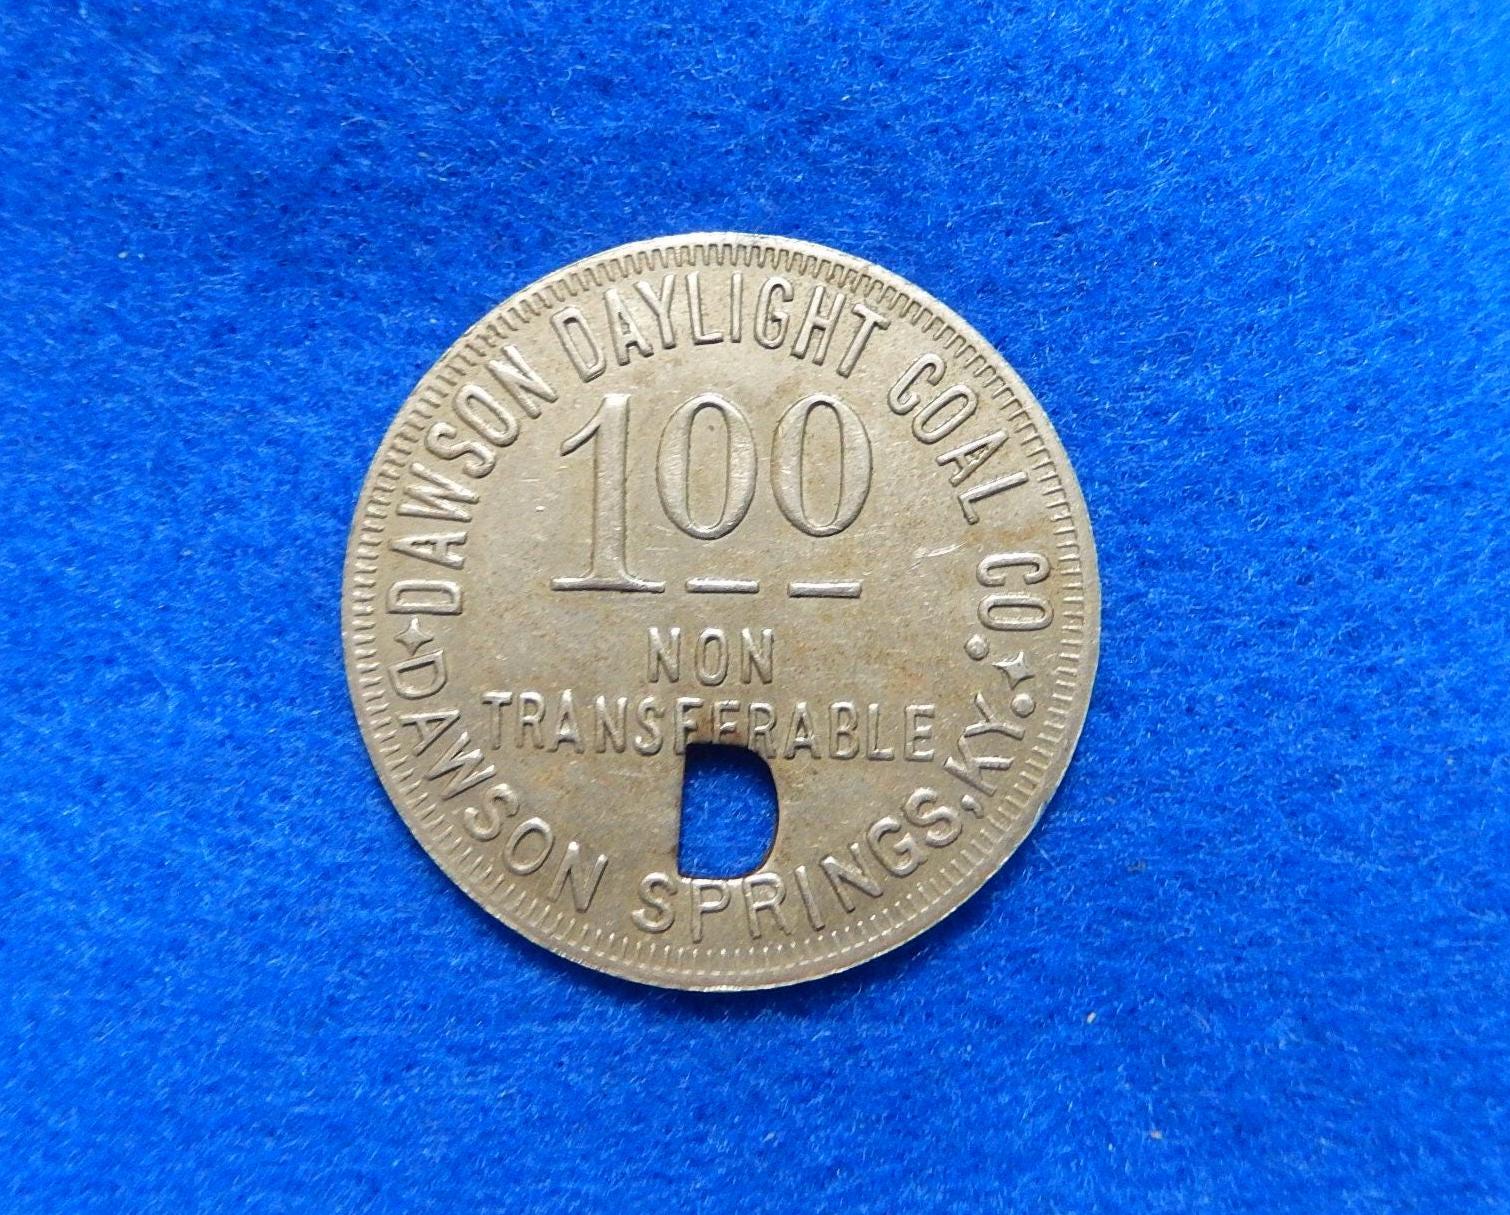 DAWSON DAYLIGHT COAL CO.
100
NON
TRANSFERABLE
D
DAWSON SPRINGS, KY.